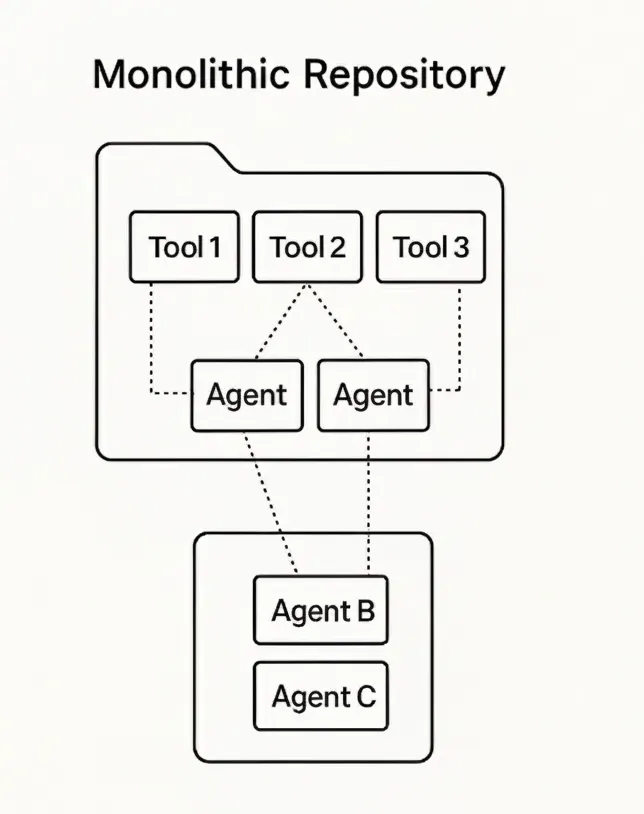 Monolithic Repository
Tool 1
Tool 2
Tool 3
Agent
Agent
Agent B
Agent C